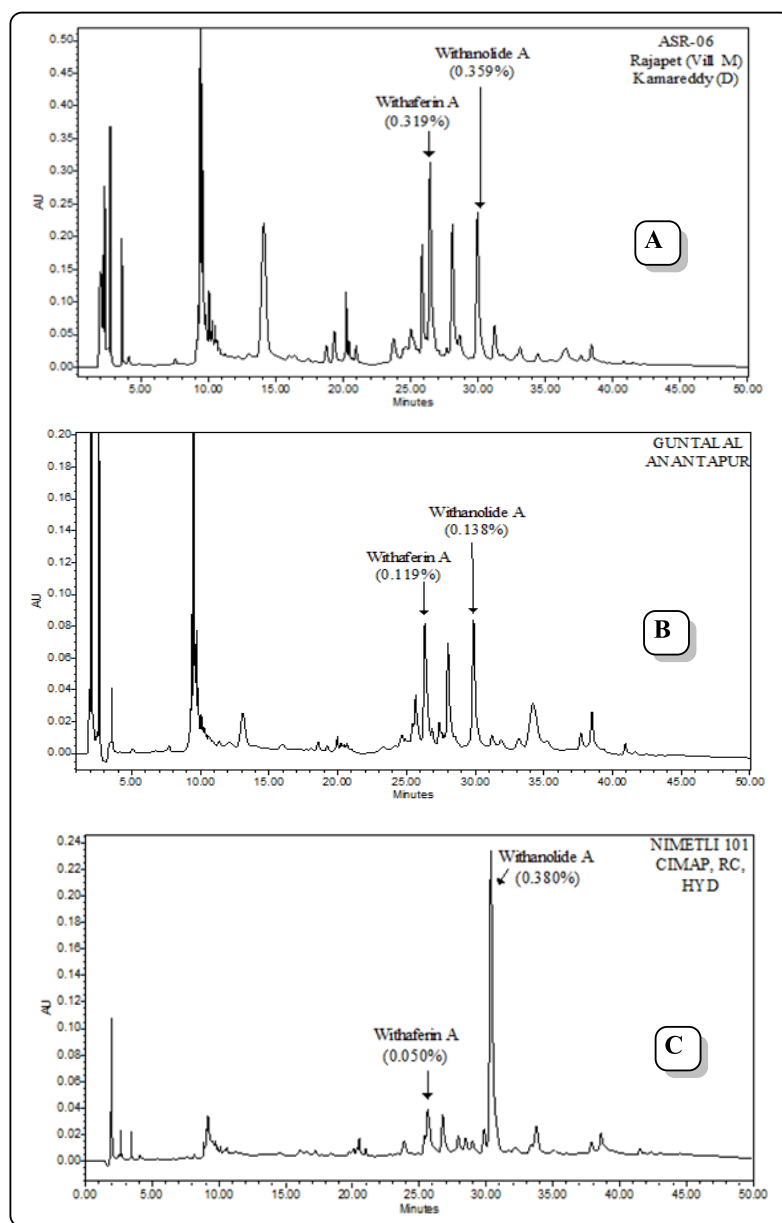 ASR-06
Rajapet (Vill M)
Kamareddy (D)
Withanolide A
(0.359%)
Withaferin A
(0.319%)
A
0.50
0.45
0.40
0.35
0.30
0.25
0.20
0.15
0.10
0.05
0.00
AU
5.00 10.00 15.00 20.00 25.00 30.00 35.00 40.00 45.00 50.00
Minutes
GUNTALAL
ANANTAPUR
Withanolide A
(0.138%)
Withaferin A
(0.119%)
B
0.20
0.18
0.16
0.14
0.12
0.10
0.08
0.06
0.04
0.02
0.00
AU
5.00 10.00 15.00 20.00 25.00 30.00 35.00 40.00 45.00 50.00
Minutes
NIMETLI 101
CIMAP, RC,
HYD
Withanolide A
(0.380%)
Withaferin A
(0.050%)
C
0.24
0.22
0.20
0.18
0.16
0.14
0.12
0.10
0.08
0.06
0.04
0.02
0.00
AU
0.00 5.00 10.00 15.00 20.00 25.00 30.00 35.00 40.00 45.00 50.00
Minutes